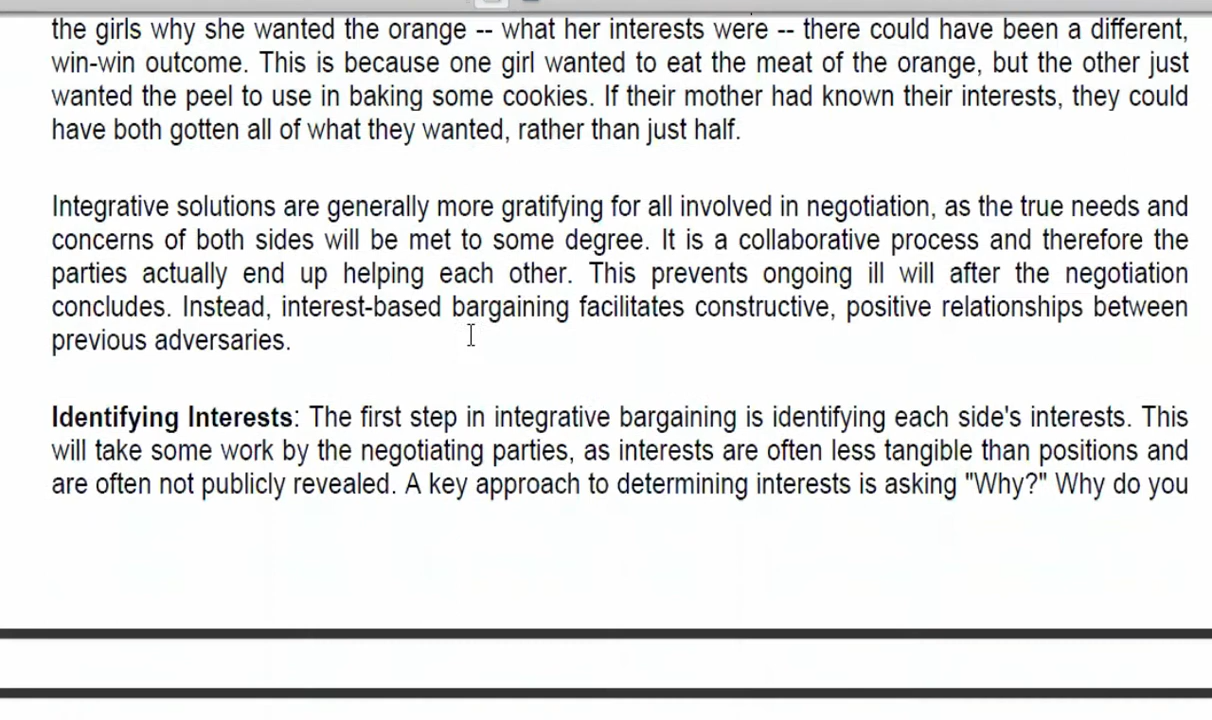 the girls why she wanted the orange -- what her interests were -- there could have been a different,
win-win outcome. This is because one girl wanted to eat the meat of the orange, but the other just
wanted the peel to use in baking some cookies. If their mother had known their interests, they could
have both gotten all of what they wanted, rather than just half.
Integrative solutions are generally more gratifying for all involved in negotiation, as the true needs and
concerns of both sides will be met to some degree. It is a collaborative process and therefore the
parties actually end up helping each other. This prevents ongoing ill will after the negotiation
concludes. Instead, interest-based bargaining facilitates constructive, positive relationships between
previous adversaries.
Identifying Interests: The first step in integrative bargaining is identifying each side's interests. This
will take some work by the negotiating parties, as interests are often less tangible than positions and
are often not publicly revealed. A key approach to determining interests is asking "Why?" Why do you